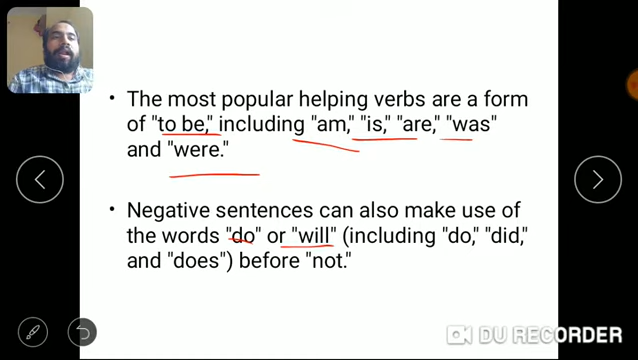 • The most popular helping verbs are a form
of "to be," including "am," "is," "are," "was"
and "were."
• Negative sentences can also make use of
the words "do" or "will" (including "do," "did,"
and "does") before "not."
DU RECORDER